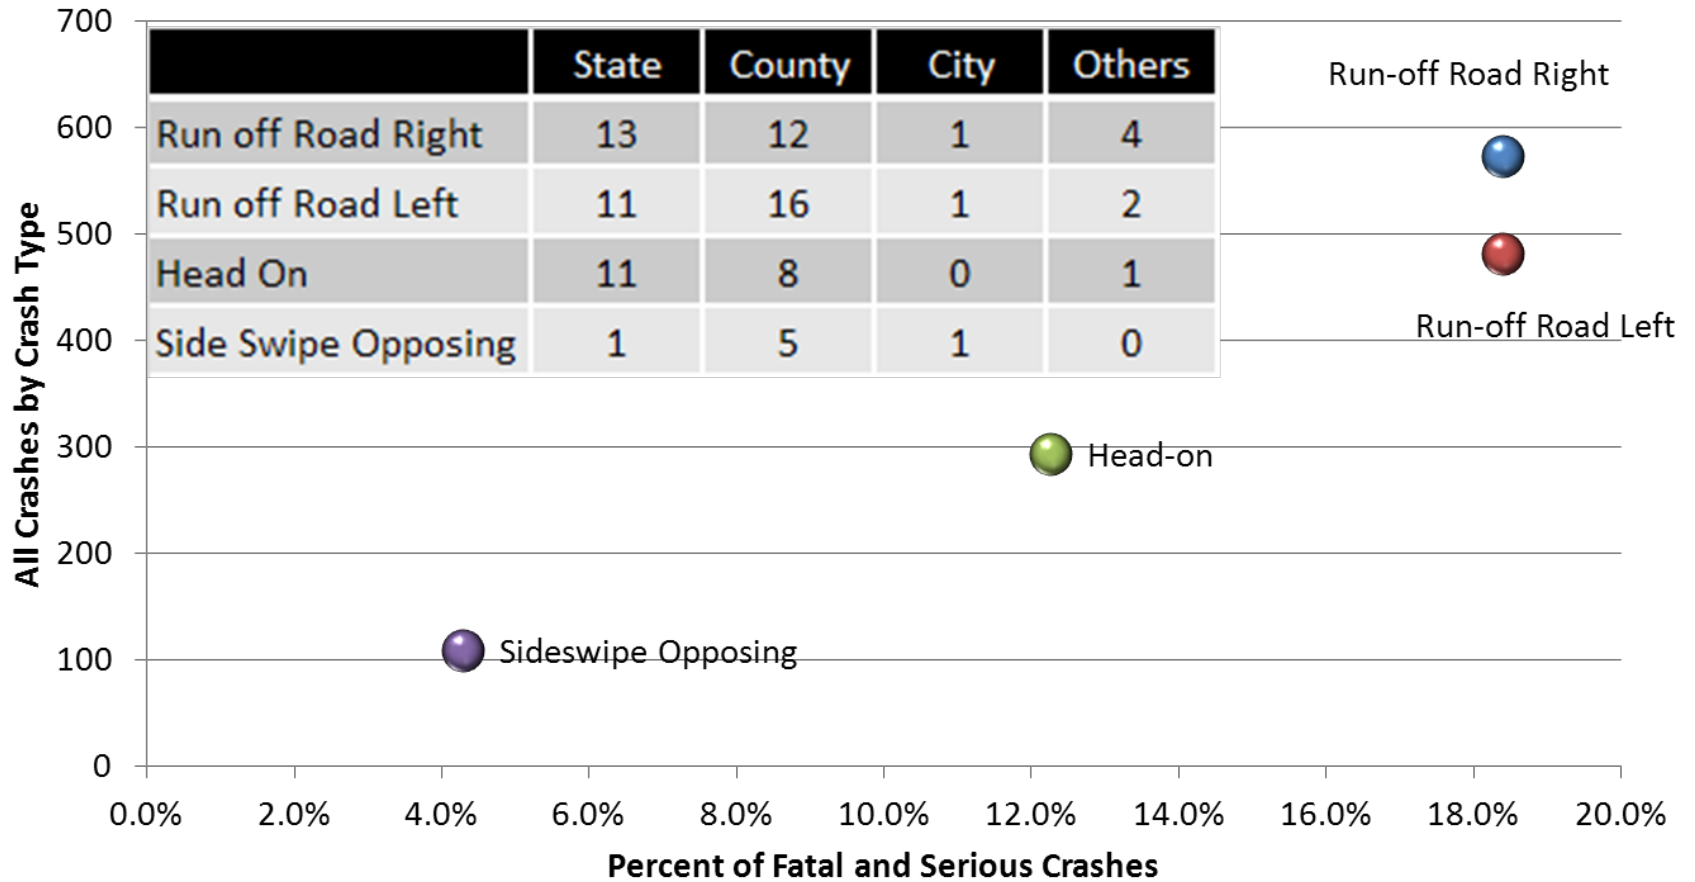 All Crashes by Crash Type
700
600
500
400
300
200
100
0
State County City Others
Run off Road Right 13 12 1 4
Run off Road Left 11 16 1 2
Head On 11 8 0 1
Side Swipe Opposing 1 5 1 0
Run-off Road Right
Run-off Road Left
Head-on
Sideswipe Opposing
0.0% 2.0% 4.0% 6.0% 8.0% 10.0% 12.0% 14.0% 16.0% 18.0% 20.0%
Percent of Fatal and Serious Crashes